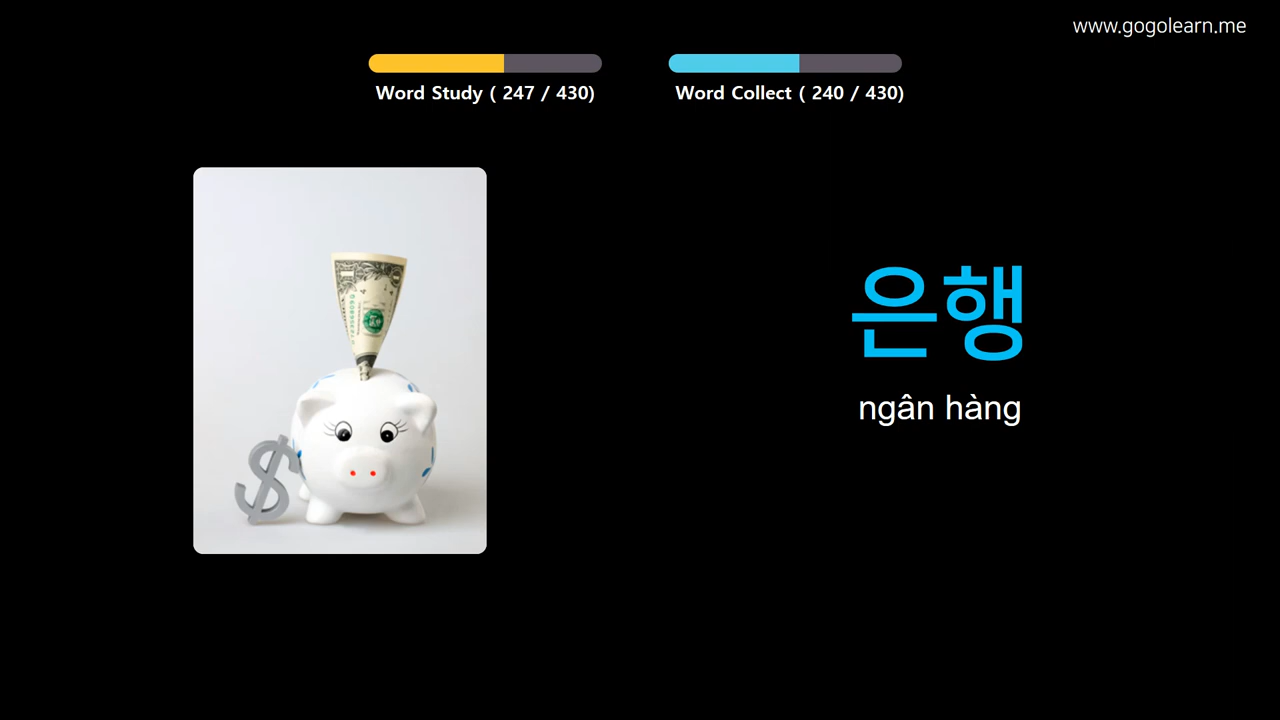 www.gogolearn.me
Word Study ( 247 / 430)
Word Collect ( 240 / 430)
은행
ngân hàng